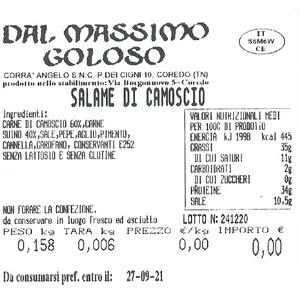 DAL MASSIMO
GOLOSO
IT
S6M6W
CE
CORRA' ANGELO S.N.C.-P DEI CIGNI 10, COREDO (TN)
prodotto nello stabilimento: Via Borgonuovo 5-Coredo
SALAME DI CAMOSCIO
Ingredienti:
CARNE DI CAMOSCIO 60%,CARNE
SUINO 40%,SALE,PEPE,AGLIO,PIMENTO,
CANNELLA,GAROFANO, CONSERVANTI E252
SENZA LATTOSIO E SENZA GLUTINE
VALORI NUTRIZIONALI MEDI
PER 100G DI PRODOTTO
ENERGIA kJ 1998 kcal 445
GRASSI 35g
DI CUI SATURI 11g
CARBOIDRATI 2g
DI CUI ZUCCHERI 0g
PROTEINE 34g
SALE 10,5g
NON FORARE LA CONFEZIONE.
da conservare in luogo fresco ed asciutto
LOTTO N: 241220
PESO kg TARA kg PREZZO €/kg IMPORTO €
0,158 0,006 0,00 0,00
Da consumarsi pref. entro il: 27-09-21